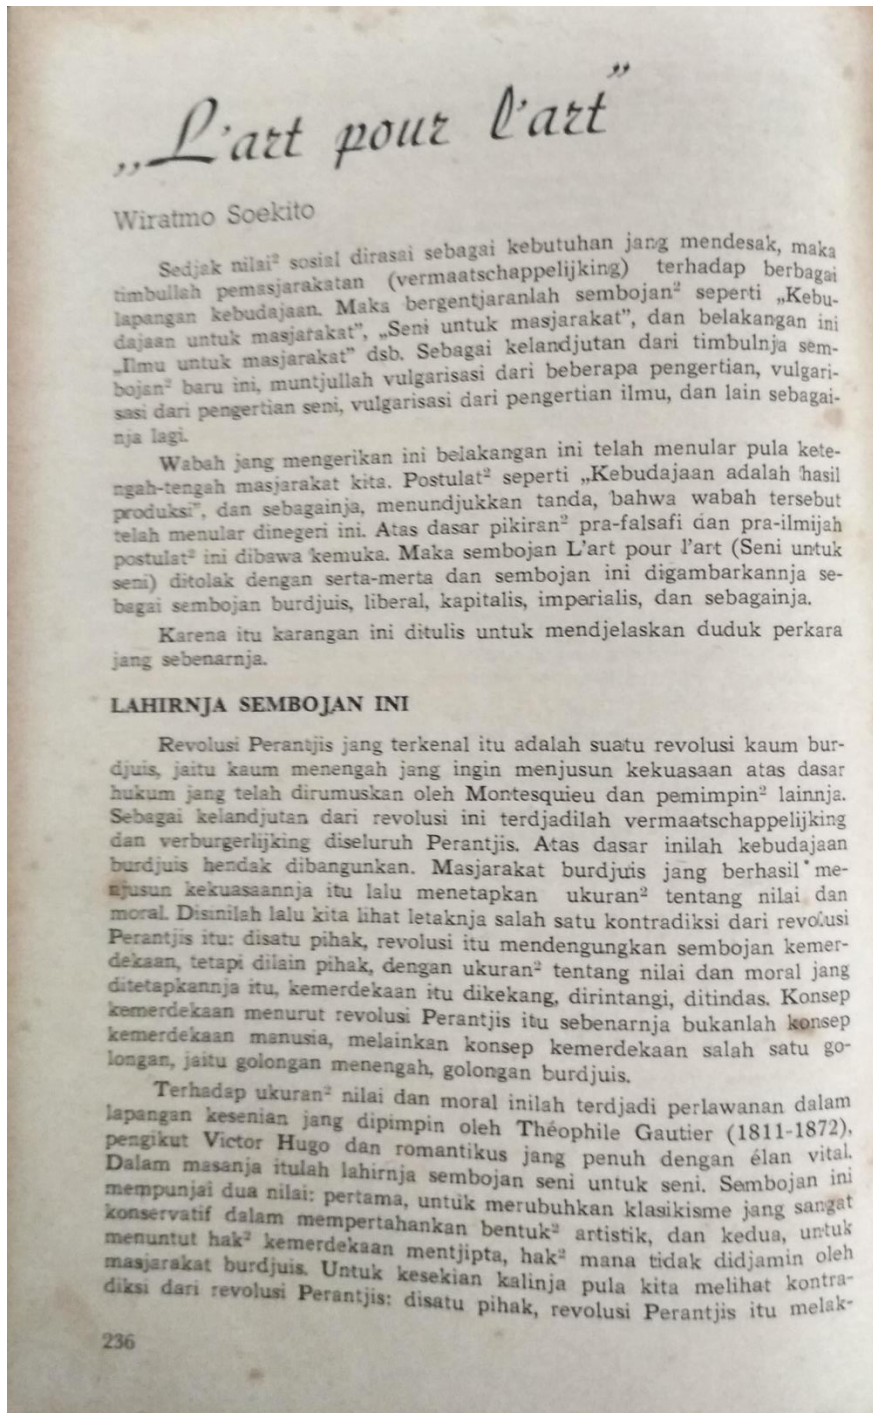 „L'art pour l'art”
Wiratmo Soekito
Sedjak nilai² sosial dirasai sebagai kebutuhan jang mendesak, maka
timbullah pemasjarakatan (vermaatschappelijking) terhadap berbagai
lapangan kebudajaan. Maka bergentjaranlah sembojan² seperti „Kebu-
dajaan untuk masjarakat”, „Seni untuk masjarakat”, dan belakangan ini
„Ilmu untuk masjarakat” dsb. Sebagai kelandjutan dari timbulnja sem-
bojan² baru ini, muntjullah vulgarisasi dari beberapa pengertian, vulgari-
sasi dari pengertian seni, vulgarisasi dari pengertian ilmu, dan lain sebagai-
nja lagi.
Wabah jang mengerikan ini belakangan ini telah menular pula kete-
ngah-tengah masjarakat kita. Postulat² seperti „Kebudajaan adalah hasil
produksi”, dan sebagainja, menundjukkan tanda, bahwa wabah tersebut
telah menular dinegeri ini. Atas dasar pikiran² pra-falsafi dan pra-ilmijah
postulat² ini dibawa kemuka. Maka sembojan L'art pour l'art (Seni untuk
seni) ditolak dengan serta-merta dan sembojan ini digambarkannja se-
bagai sembojan burdjuis, liberal, kapitalis, imperialis, dan sebagainja.
Karena itu karangan ini ditulis untuk mendjelaskan duduk perkara
jang sebenarnja.
LAHIRNJA SEMBOJAN INI
Revolusi Perantjis jang terkenal itu adalah suatu revolusi kaum bur-
djuis, jaitu kaum menengah jang ingin menjusun kekuasaan atas dasar
hukum jang telah dirumuskan oleh Montesquieu dan pemimpin² lainnja.
Sebagai kelandjutan dari revolusi ini terdjadilah vermaatschappelijking
dan verburgerlijking diseluruh Perantjis. Atas dasar inilah kebudajaan
burdjuis hendak dibangunkan. Masjarakat burdjuis jang berhasil me-
njusun kekuasaannja itu lalu menetapkan ukuran² tentang nilai dan
moral. Disinilah lalu kita lihat letaknja salah satu kontradiksi dari revolusi
Perantjis itu: disatu pihak, revolusi itu mendengungkan sembojan kemer-
dekaan, tetapi dilain pihak, dengan ukuran² tentang nilai dan moral jang
ditetapkannja itu, kemerdekaan itu dikekang, dirintangi, ditindas. Konsep
kemerdekaan menurut revolusi Perantjis itu sebenarnja bukanlah konsep
kemerdekaan manusia, melainkan konsep kemerdekaan salah satu go-
longan, jaitu golongan menengah, golongan burdjuis.
Terhadap ukuran² nilai dan moral inilah terdjadi perlawanan dalam
lapangan kesenian jang dipimpin oleh Théophile Gautier (1811-1872),
pengikut Victor Hugo dan romantikus jang penuh dengan élan vital.
Dalam masanja itulah lahirnja sembojan seni untuk seni. Sembojan ini
mempunjai dua nilai: pertama, untuk merubuhkan klasikisme jang sangat
konservatif dalam mempertahankan bentuk² artistik, dan kedua, untuk
menuntut hak² kemerdekaan mentjipta, hak² mana tidak didjamin oleh
masjarakat burdjuis. Untuk kesekian kalinja pula kita melihat kontra-
diksi dari revolusi Perantjis: disatu pihak, revolusi Perantjis itu melak-
236